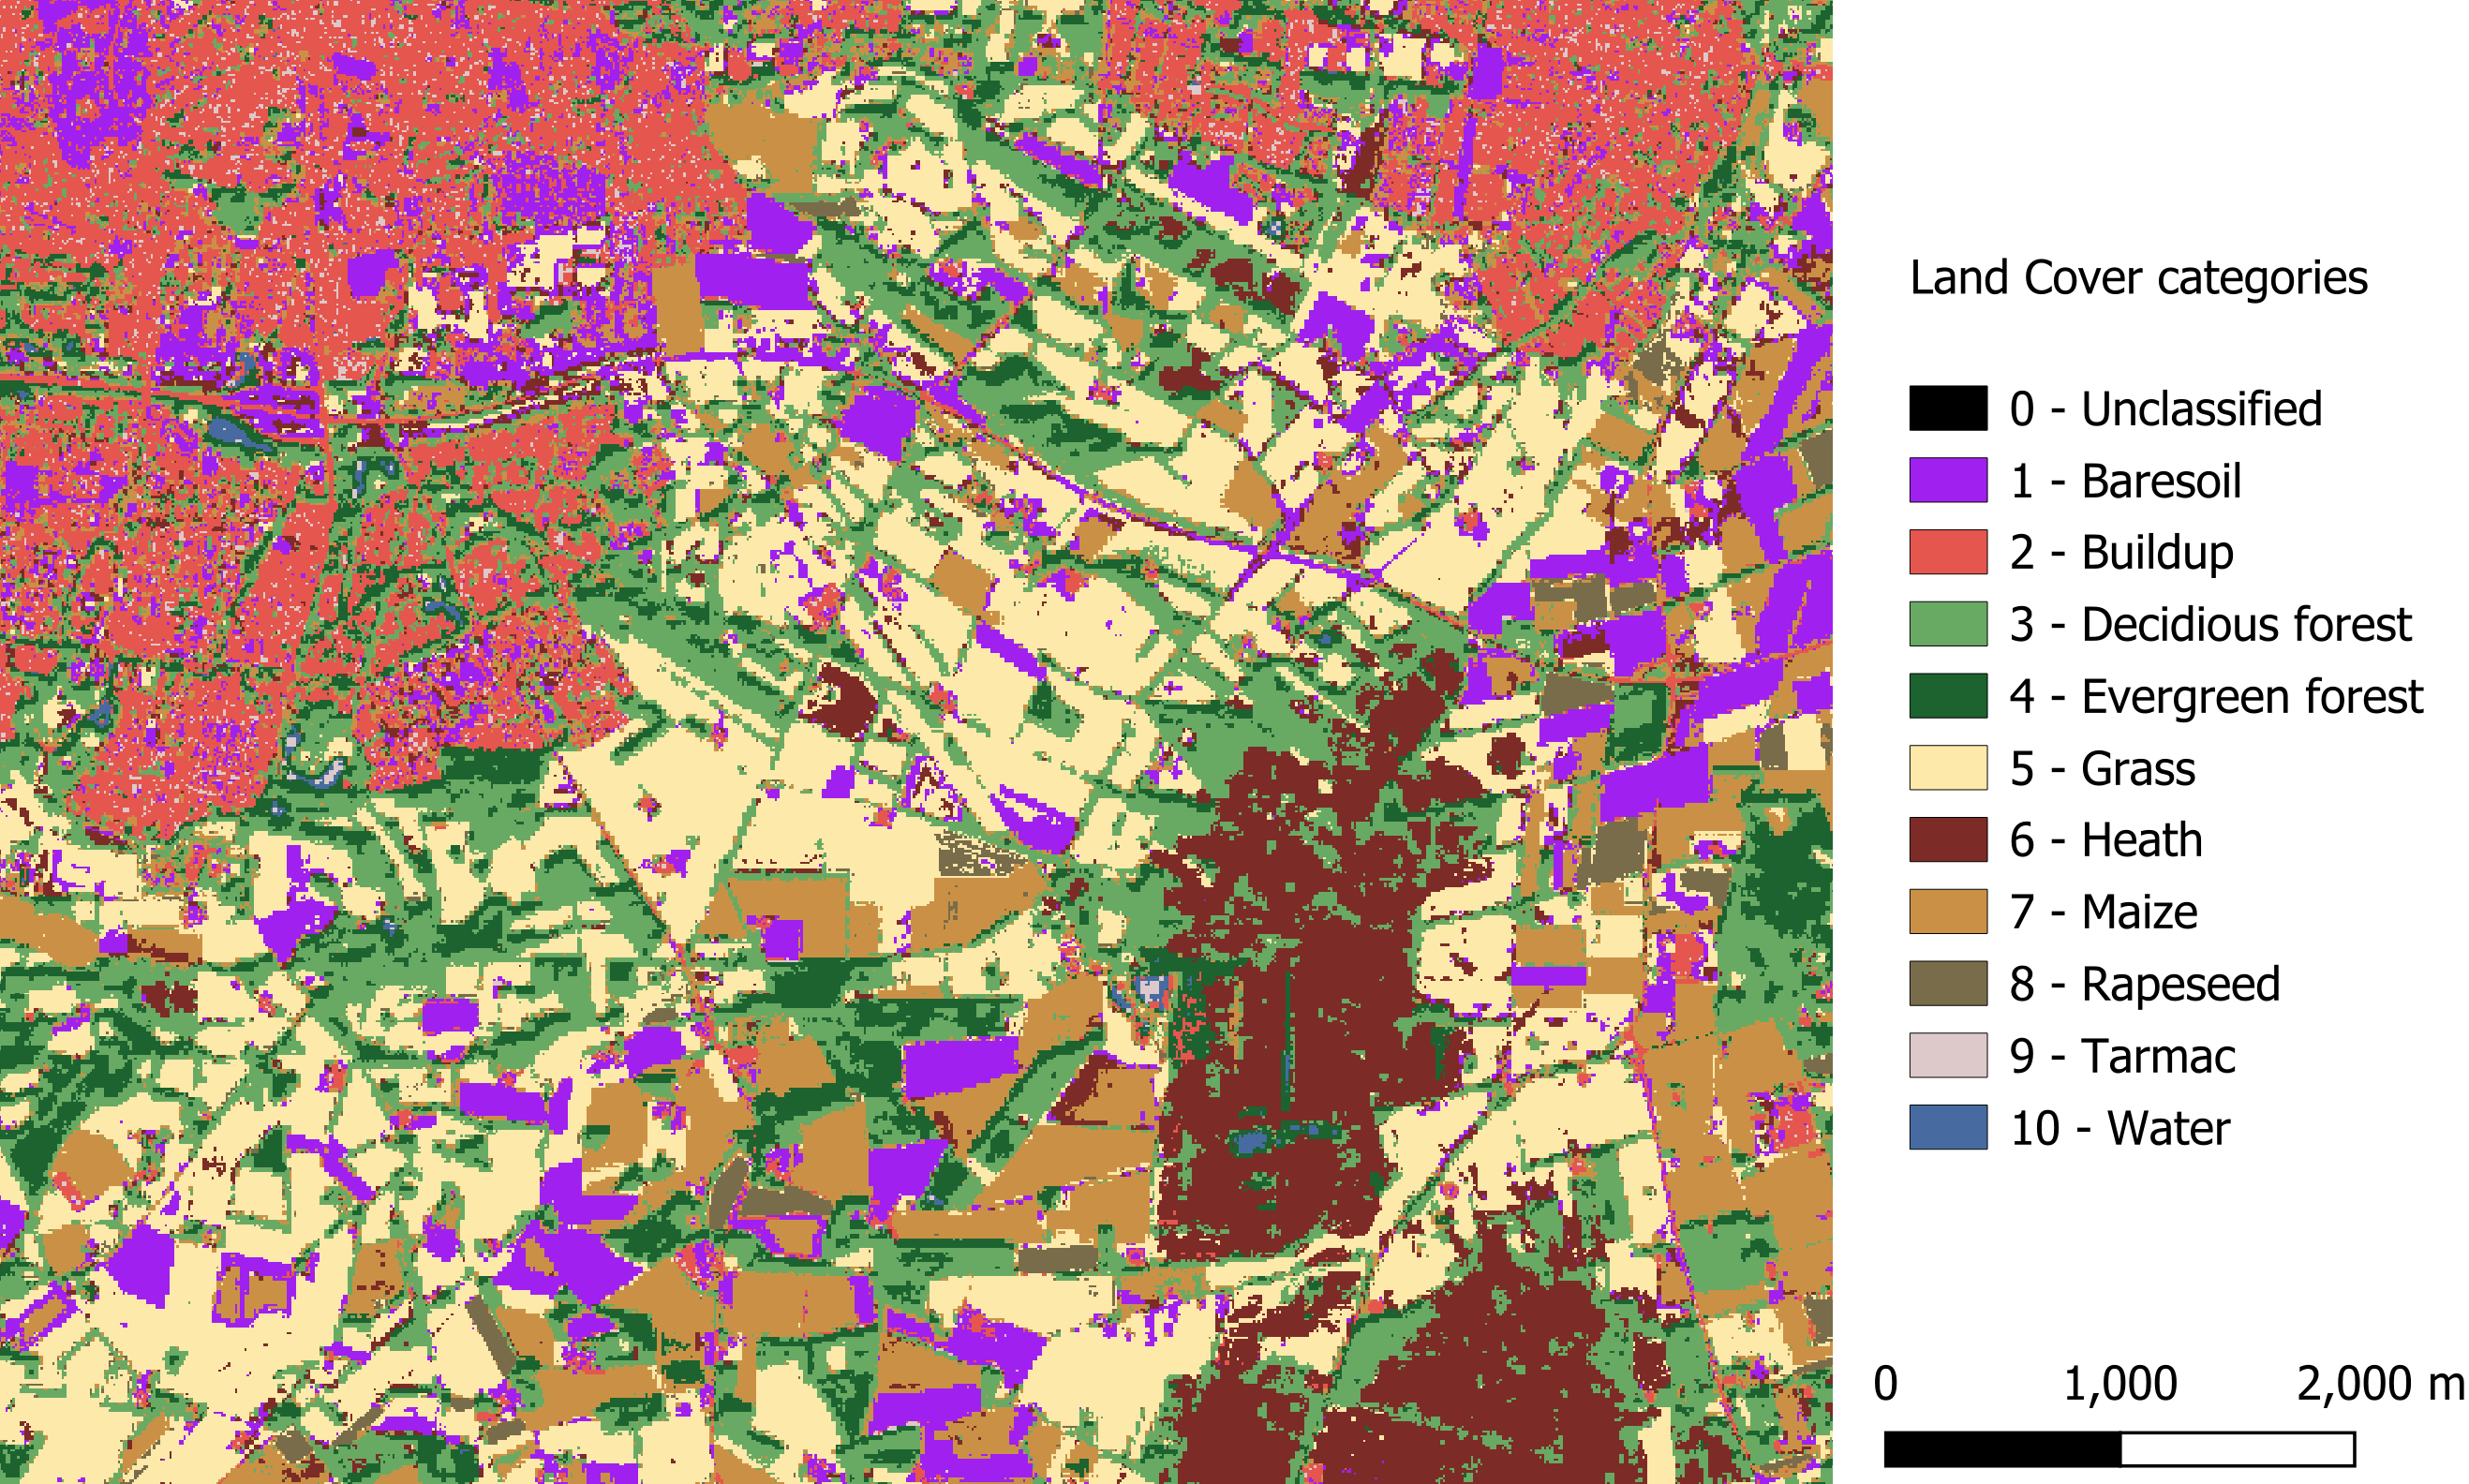 Land Cover categories
0 - Unclassified
1 - Baresoil
2 - Buildup
3 - Decidious forest
4 - Evergreen forest
5 - Grass
6 - Heath
7 - Maize
8 - Rapeseed
9 - Tarmac
10 - Water
0 1,000 2,000 m